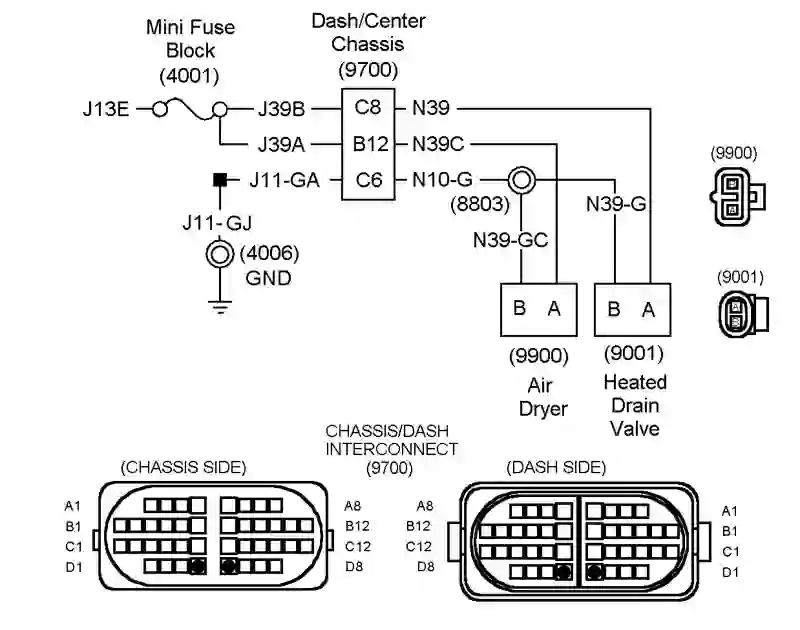 Mini Fuse
Block
(4001)
Dash/Center
Chassis
(9700)
J13E
J39B
C8
N39
J39A
B12
N39C
J11-GA
C6
N10-G
(8803)
N39-G
J11-GJ
(4006)
GND
N39-GC
B A
B A
(9900)
Air
Dryer
(9001)
Heated
Drain
Valve
(9900)
(9001)
A
CHASSIS/DASH
INTERCONNECT
(9700)
(CHASSIS SIDE)
(DASH SIDE)
A1 A8
B1 B12
C1 C12
D1 D8
A8 A1
B12 B1
C12 C1
D8 D1